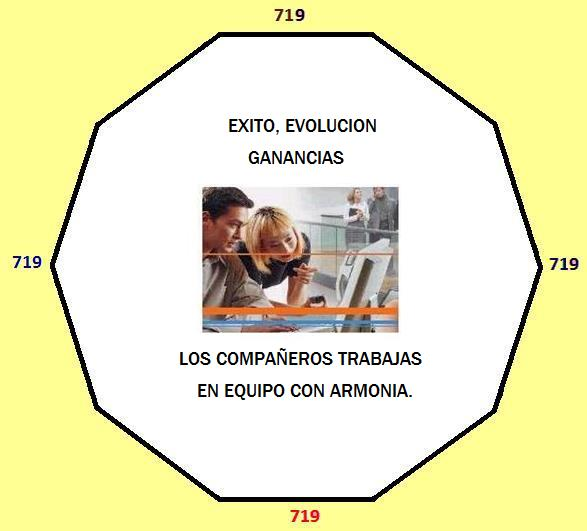 719
EXITO, EVOLUCION
GANANCIAS
719
719
LOS COMPAÑEROS TRABAJAS
EN EQUIPO CON ARMONIA.
719